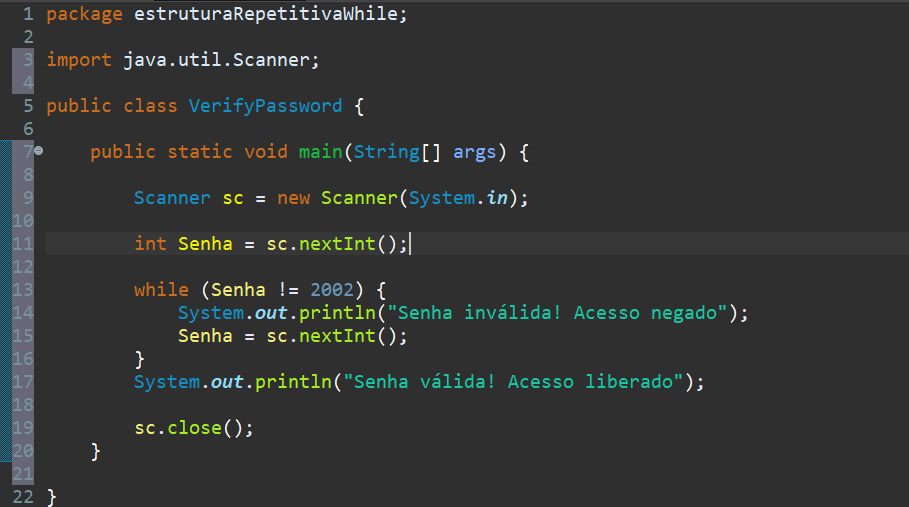 1 package estruturaRepetitivaWhile;
2
3 import java.util.Scanner;
4
5 public class VerifyPassword {
6
7 public static void main(String[] args) {
8
9 Scanner sc = new Scanner(System.in);
10
11 int Senha = sc.nextInt();
12
13 while (Senha != 2002) {
14 System.out.println("Senha inválida! Acesso negado");
15 Senha = sc.nextInt();
16 }
17 System.out.println("Senha válida! Acesso liberado");
18
19 sc.close();
20 }
21
22 }